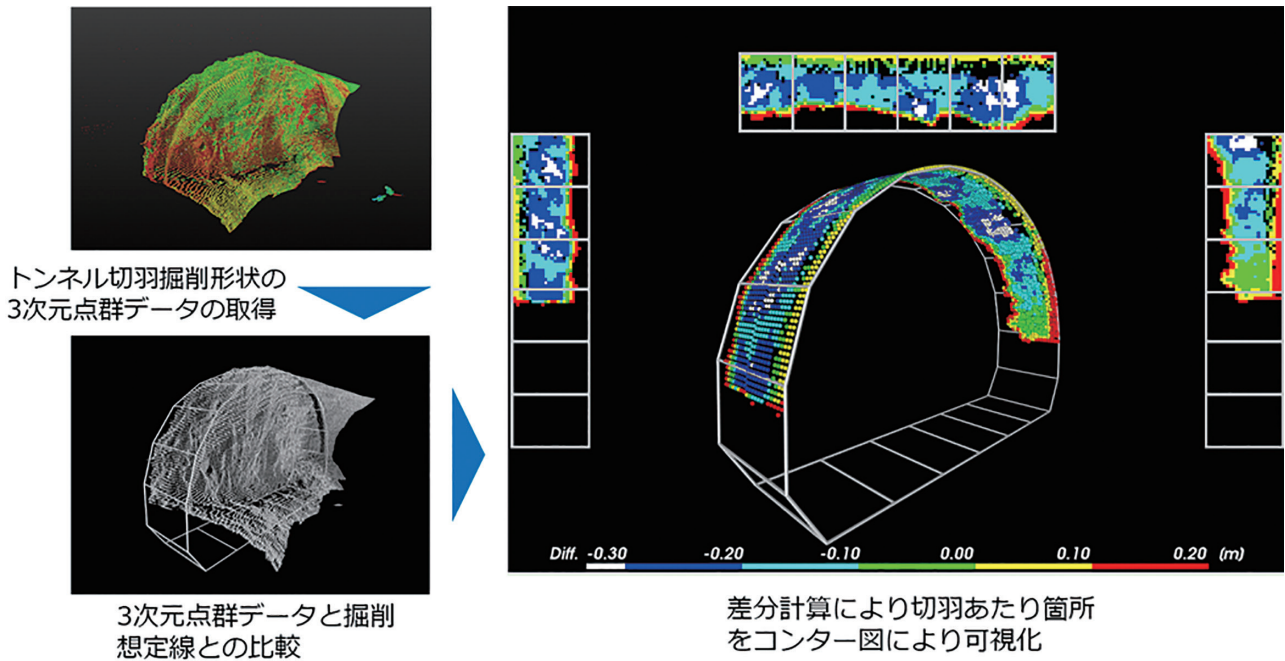 トンネル切羽掘削形状の
3次元点群データの取得
3次元点群データと掘削
想定線との比較
Diff. -0.30 -0.20 -0.10 0.00 0.10 0.20 (m)
差分計算により切羽あたり箇所
をコンター図により可視化